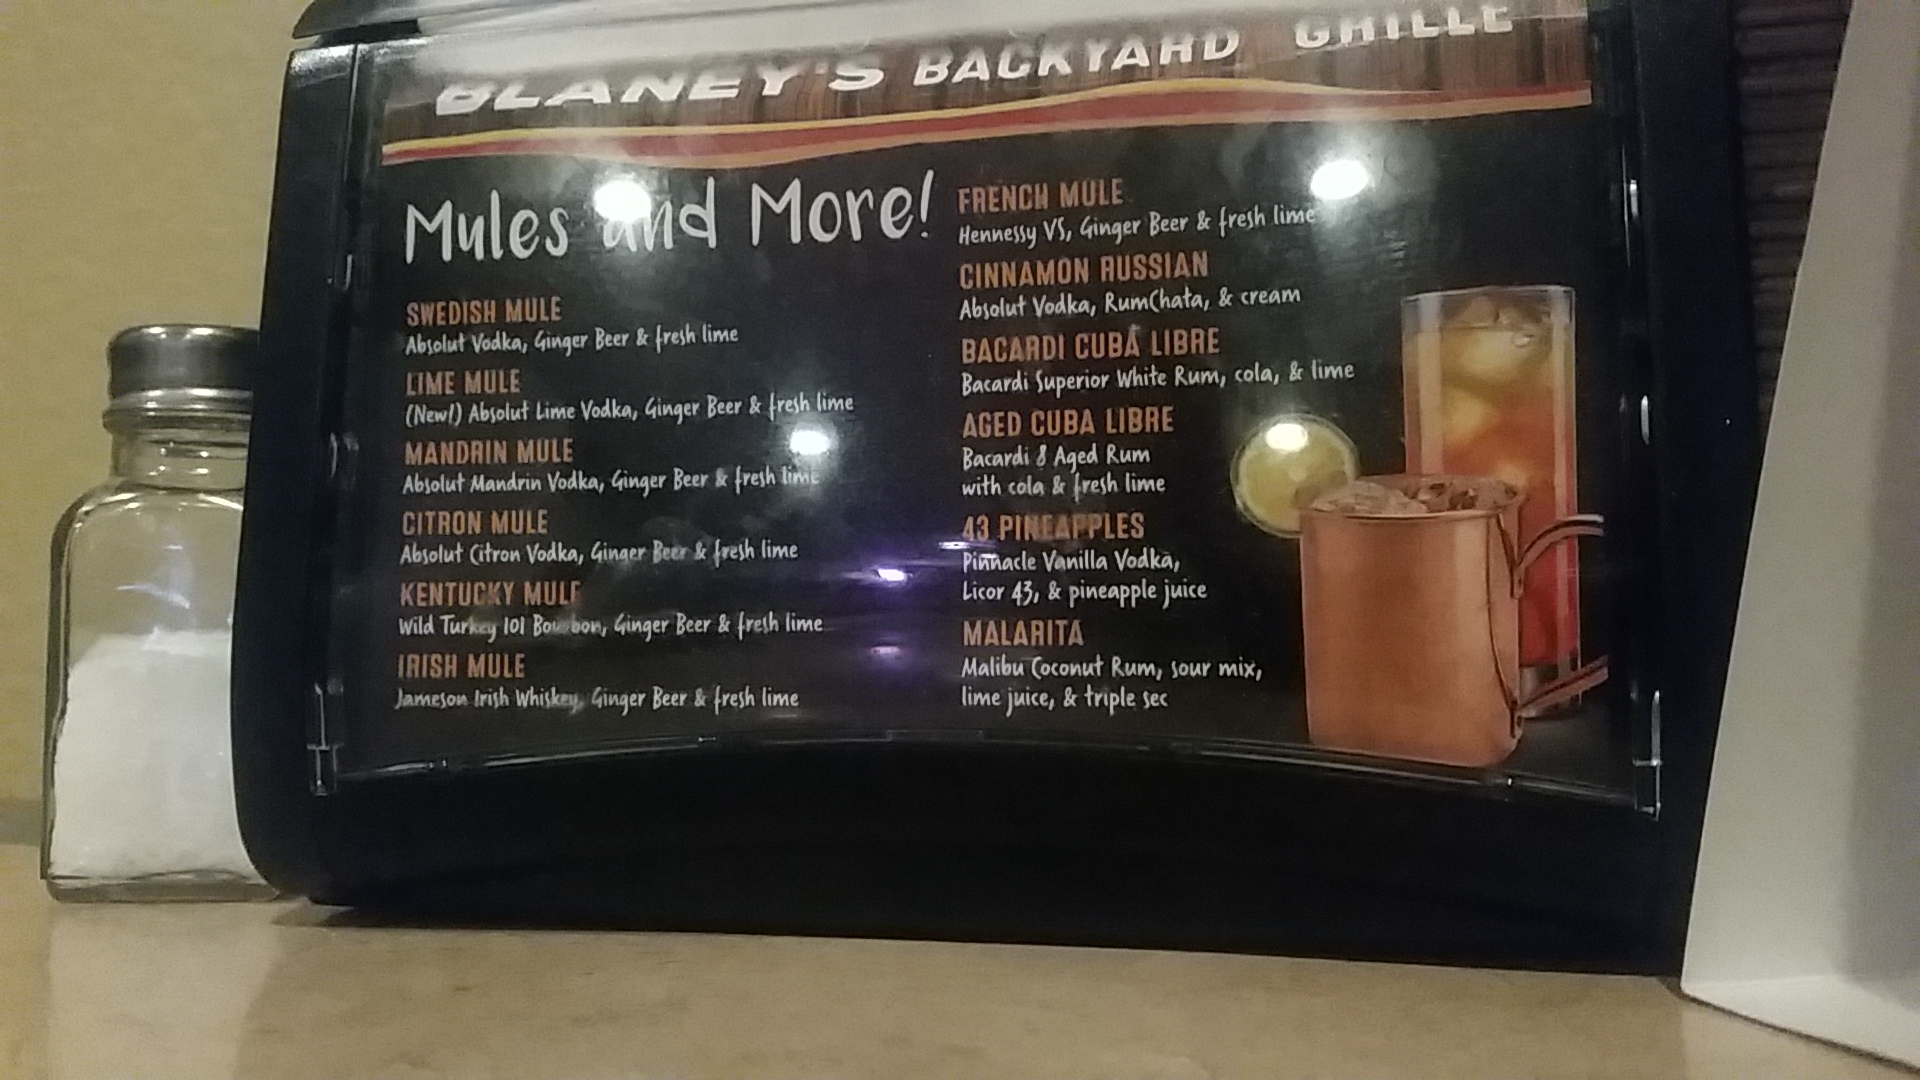 BLANEY'S BACKYARD GRILLE
Mules and More!
SWEDISH MULE
Absolut Vodka, Ginger Beer & fresh lime
LIME MULE
(New!) Absolut Lime Vodka, Ginger Beer & fresh lime
MANDRIN MULE
Absolut Mandrin Vodka, Ginger Beer & fresh lime
CITRON MULE
Absolut Citron Vodka, Ginger Beer & fresh lime
KENTUCKY MULE
Wild Turkey 101 Bourbon, Ginger Beer & fresh lime
IRISH MULE
Jameson Irish Whiskey, Ginger Beer & fresh lime
FRENCH MULE
Hennessy VS, Ginger Beer & fresh lime
CINNAMON RUSSIAN
Absolut Vodka, RumChata, & cream
BACARDI CUBA LIBRE
Bacardi Superior White Rum, cola, & lime
AGED CUBA LIBRE
Bacardi 8 Aged Rum
with cola & fresh lime
43 PINEAPPLES
Pinnacle Vanilla Vodka,
Licor 43, & pineapple juice
MALARITA
Malibu Coconut Rum, sour mix,
lime juice, & triple sec